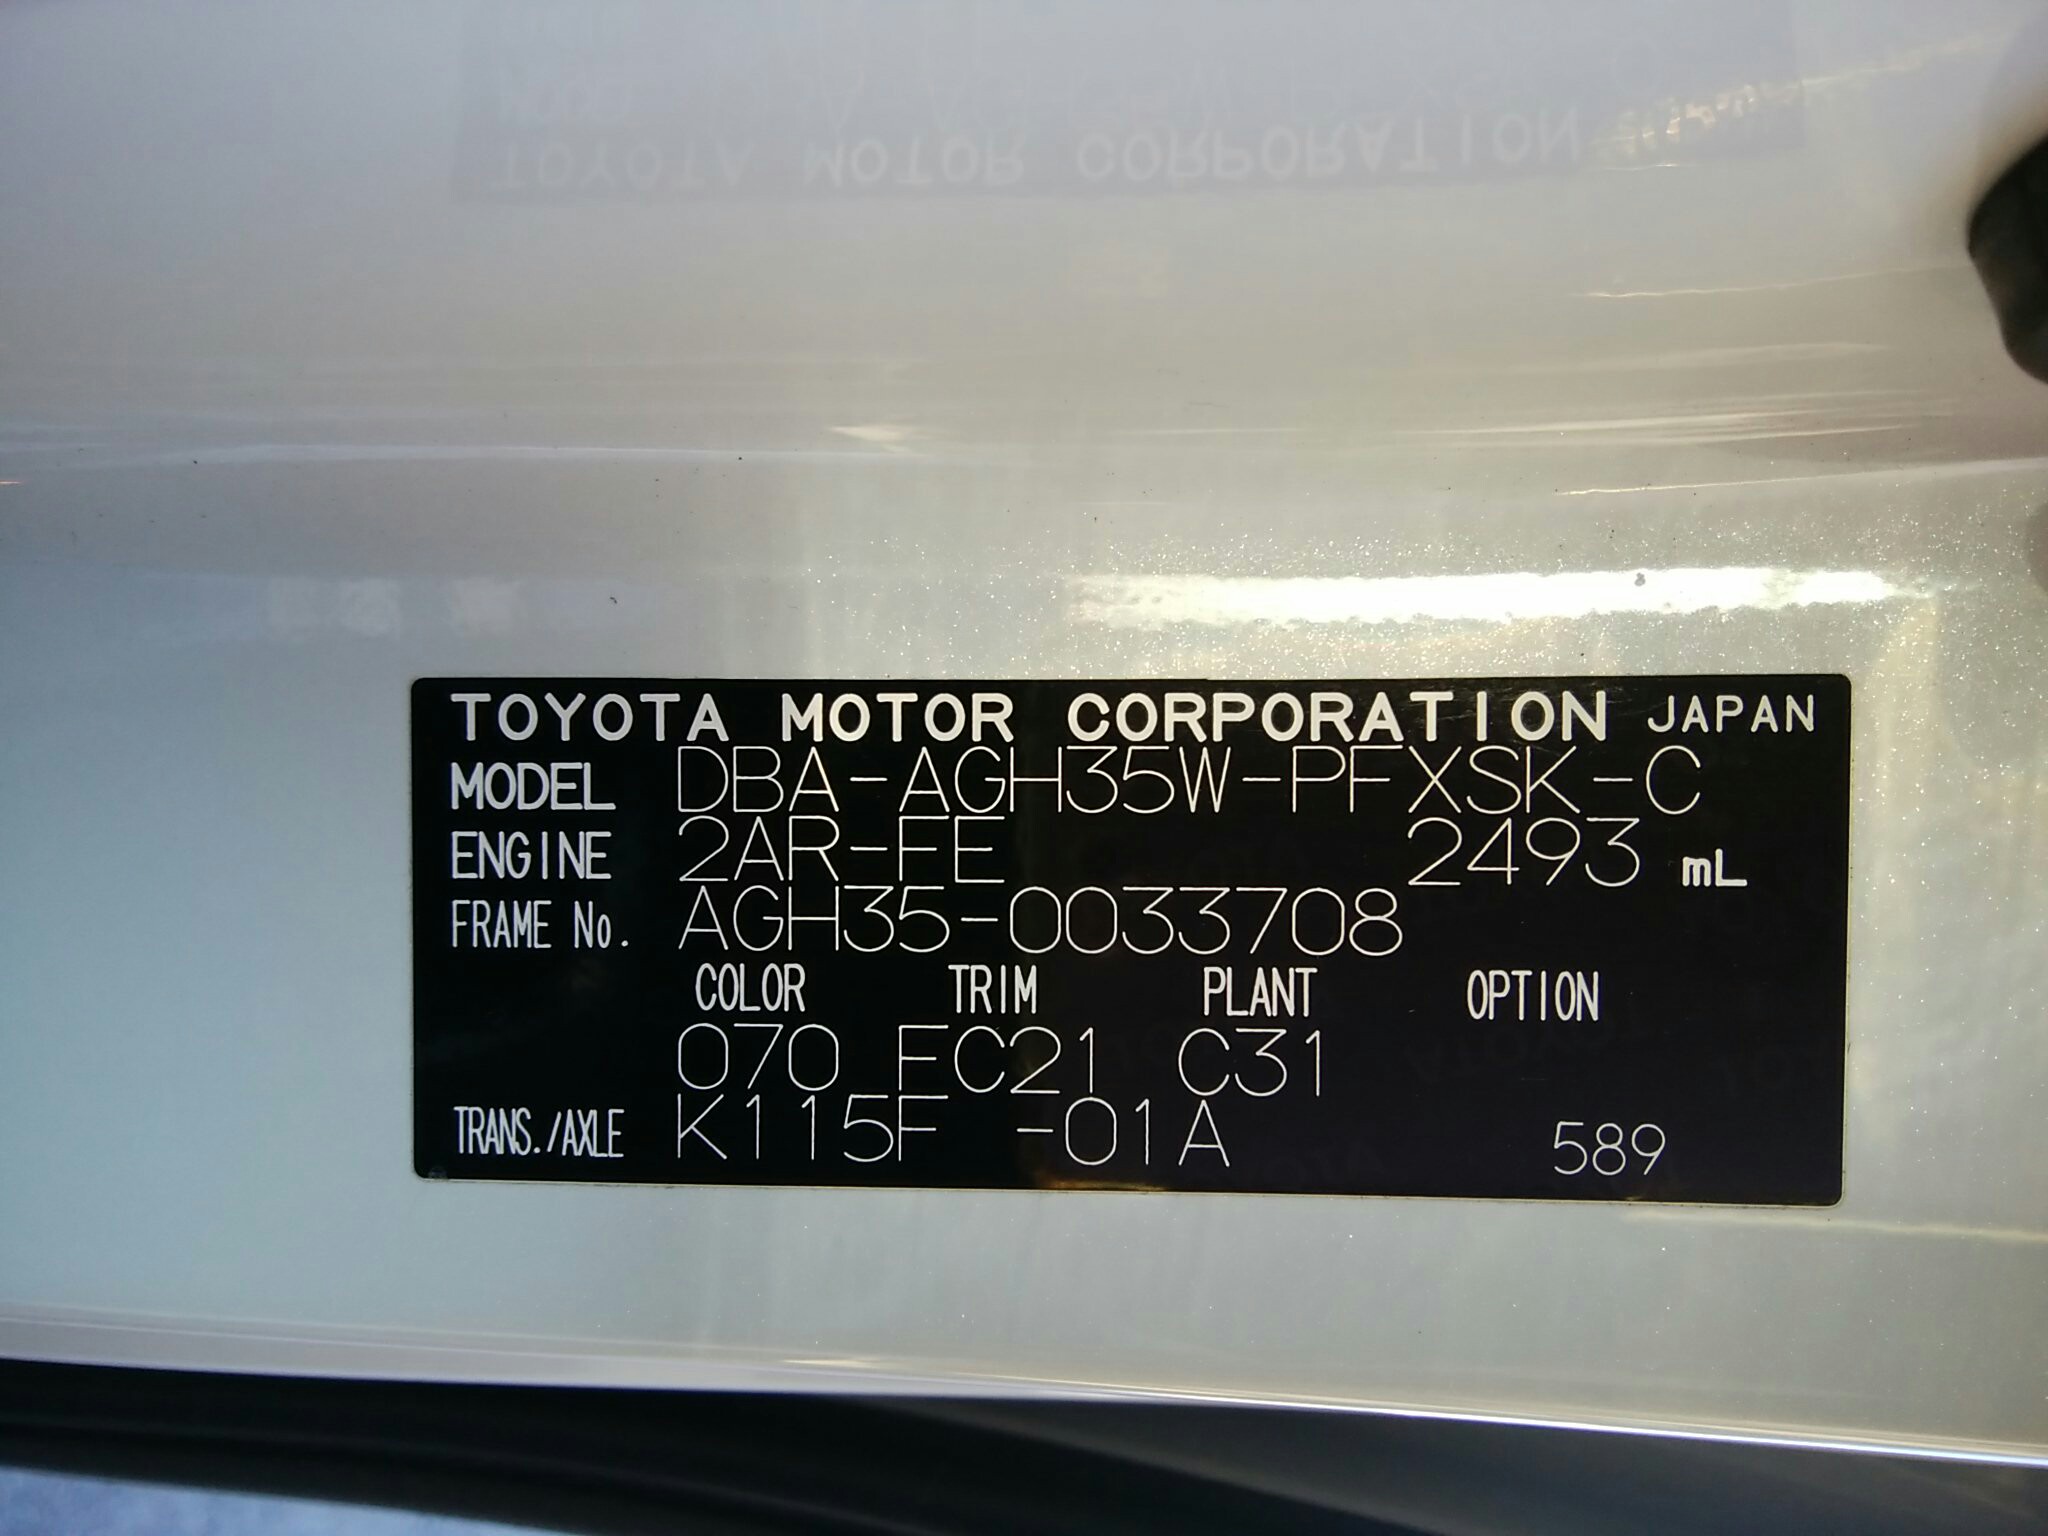 TOYOTA MOTOR CORPORATION JAPAN
MODEL DBA-AGH35W-PFXSK-C
ENGINE 2AR-FE 2493 mL
FRAME No. AGH35-0033708
COLOR TRIM PLANT OPTION
070 FC21 C31
TRANS./AXLE K115F -01A 589